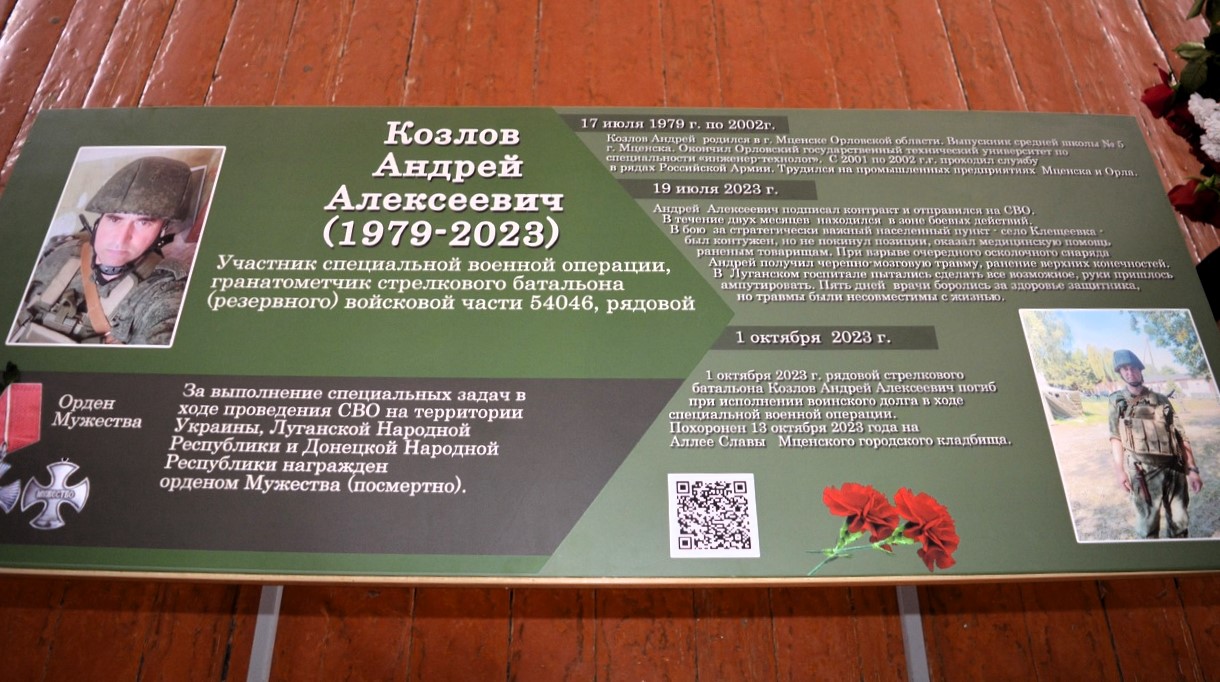 Козлов
Андрей
Алексеевич
(1979-2023)
Участник специальной военной операции,
гранатометчик стрелкового батальона
(резервного) войсковой части 54046, рядовой
Орден
Мужества
МУЖЕСТВО
За выполнение специальных задач в
ходе проведения СВО на территории
Украины, Луганской Народной
Республики и Донецкой Народной
Республики награжден
орденом Мужества (посмертно).
17 июля 1979 г. по 2002г.
Козлов Андрей родился в г. Мценске Орловской области. Выпускник средней школы № 5
г. Мценска. Окончил Орловский государственный технический университет по
специальности «инженер-технолог». С 2001 по 2002 г.г. проходил службу
в рядах Российской Армии. Трудился на промышленных предприятиях Мценска и Орла.
19 июля 2023 г.
Андрей Алексеевич подписал контракт и отправился на СВО.
В течение двух месяцев находился в зоне боевых действий.
В бою за стратегически важный населенный пункт - село Клещеевка -
был контужен, но не покинул позиции, оказал медицинскую помощь
раненым товарищам. При взрыве очередного осколочного снаряда
Андрей получил черепно-мозговую травму, ранение верхних конечностей.
В Луганском госпитале пытались сделать все возможное, руки пришлось
ампутировать. Пять дней врачи боролись за здоровье защитника,
но травмы были несовместимы с жизнью.
1 октября 2023 г.
1 октября 2023 г. рядовой стрелкового
батальона Козлов Андрей Алексеевич погиб
при исполнении воинского долга в ходе
специальной военной операции.
Похоронен 13 октября 2023 года на
Аллее Славы Мценского городского кладбища.